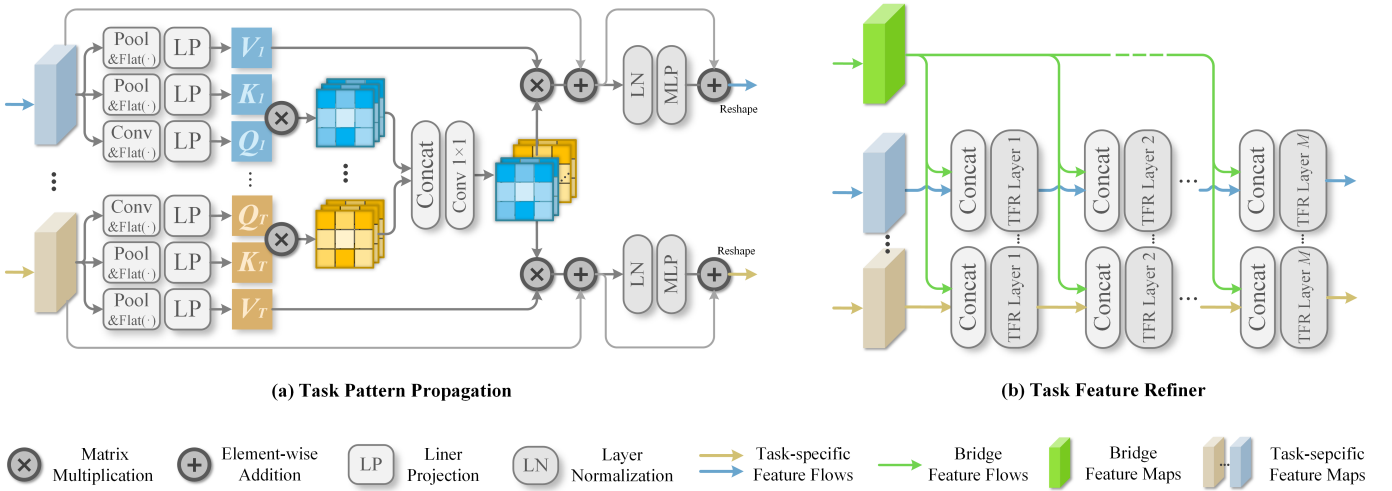 Pool
&Flat(·)
LP
V1
Pool
&Flat(·)
LP
K1
Conv
&Flat(·)
LP
Q1
Conv
&Flat(·)
LP
QT
Pool
&Flat(·)
LP
KT
Pool
&Flat(·)
LP
VT
Concat
Conv 1×1
LN
MLP
Reshape
LN
MLP
Reshape
(a) Task Pattern Propagation
Concat
TFR Layer 1
Concat
TFR Layer 2
Concat
TFR Layer M
Concat
TFR Layer 1
Concat
TFR Layer 2
Concat
TFR Layer M
(b) Task Feature Refiner
Matrix
Multiplication
Element-wise
Addition
LP
Liner
Projection
LN
Layer
Normalization
Task-specific
Feature Flows
Bridge
Feature Flows
Bridge
Feature Maps
Task-sepcific
Feature Maps